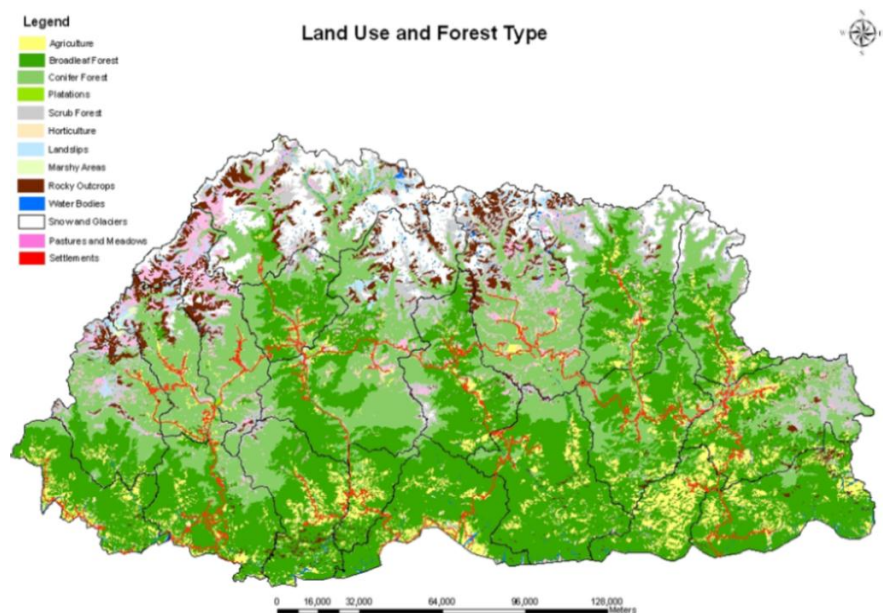 Legend
Land Use and Forest Type
Agriculture
Broadleaf Forest
Conifer Forest
Platations
Scrub Forest
Horticulture
Landslips
Marshy Areas
Rocky Outcrops
Water Bodies
Snow and Glaciers
Pastures and Meadows
Settlements
0 16,000 32,000 64,000 96,000 128,000
Meters